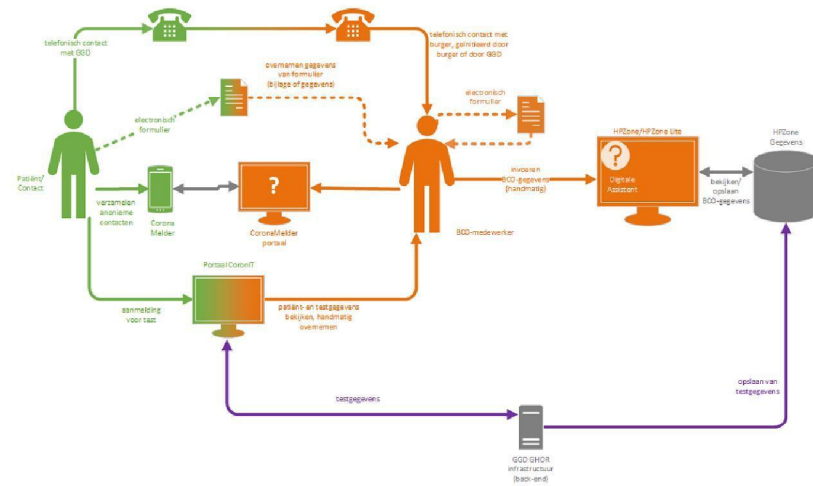 telefonisch contact
met GGD
telefonisch contact met
burger, geïnitieerd door
burger of door GGD
overnemen gegevens
van formulier
(bijlage of gegevens)
electronisch
formulier
electronisch
formulier
HPZone/HPZone Lite
HPZone
Gegevens
?
Digitale
Assistent
Patiënt/
Contact
verzamelen
anonieme
contacten
Corona
Melder
?
CoronaMelder
portaal
invoeren
BCO-gegevens
(handmatig)
bekijken/
opslaan
BCO-gegevens
BCO-medewerker
Portaal CoronIT
aanmelding
voor test
patiënt- en testgegevens
bekijken, handmatig
overnemen
testgegevens
opslaan van
testgegevens
GGD GHOR
infrastructuur
(back-end)